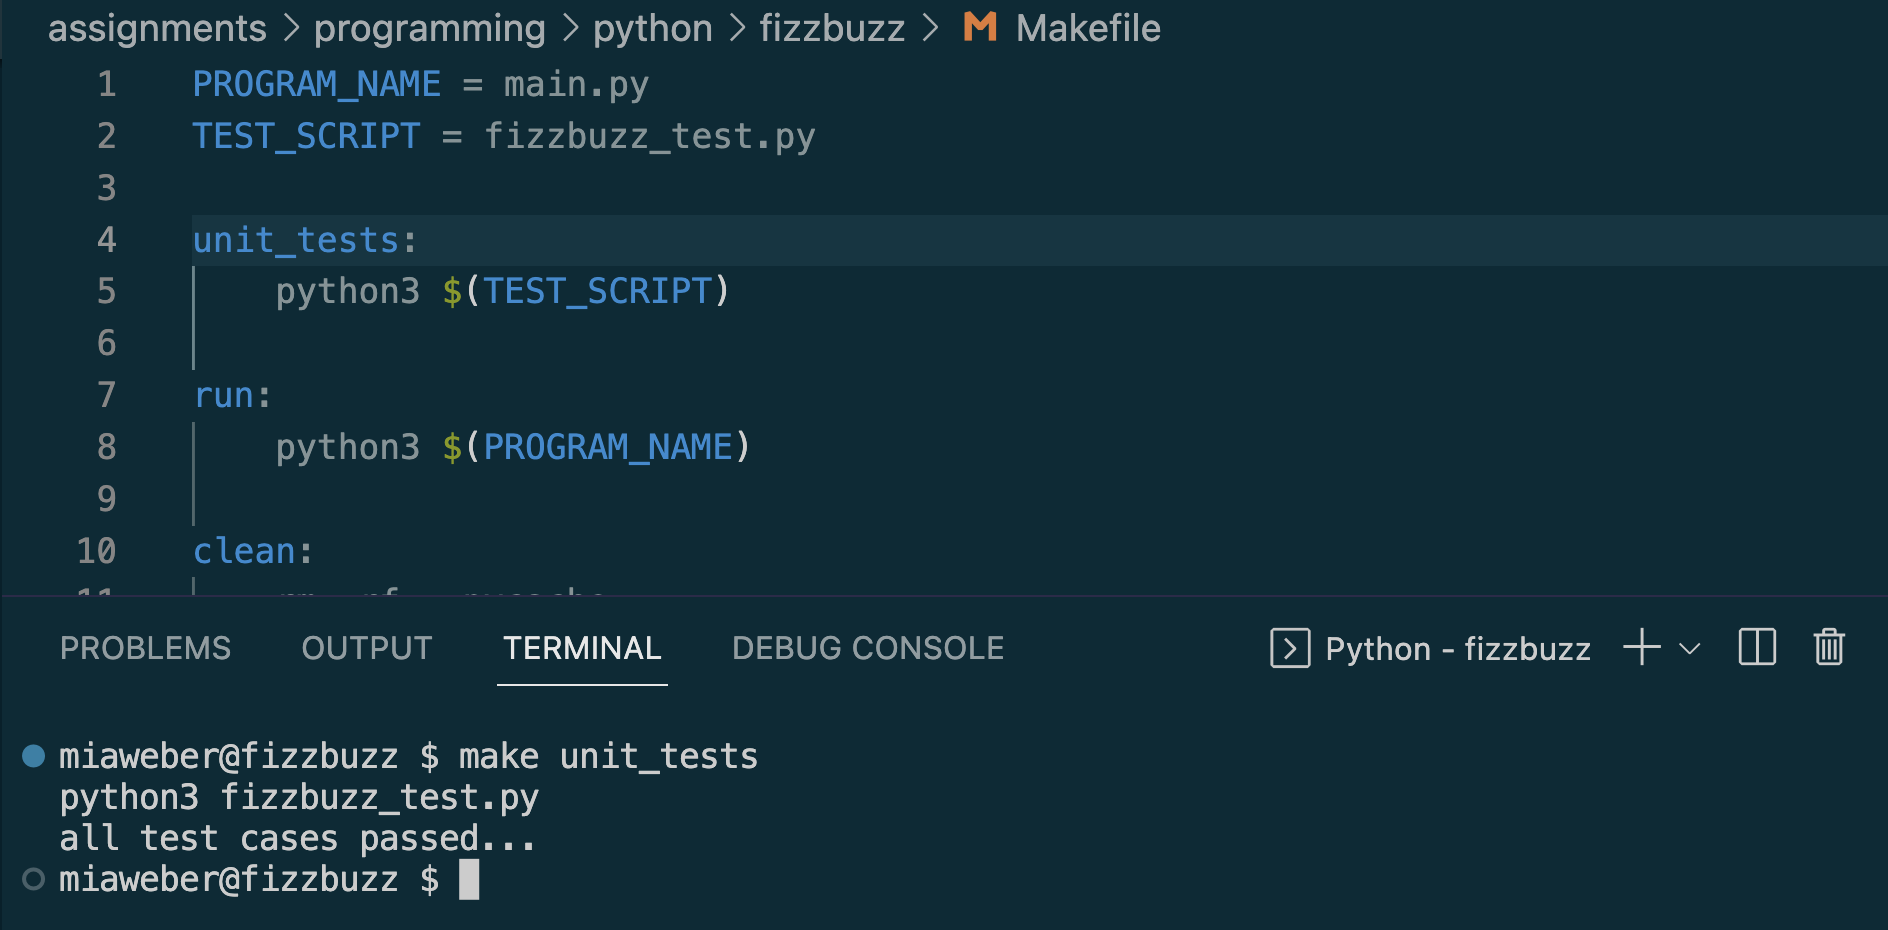 assignments > programming > python > fizzbuzz > M Makefile
1 PROGRAM_NAME = main.py
2 TEST_SCRIPT = fizzbuzz_test.py
3
4 unit_tests:
5 python3 $(TEST_SCRIPT)
6
7 run:
8 python3 $(PROGRAM_NAME)
9
10 clean:
PROBLEMS OUTPUT TERMINAL DEBUG CONSOLE Python - fizzbuzz
miaweber@fizzbuzz $ make unit_tests
python3 fizzbuzz_test.py
all test cases passed...
miaweber@fizzbuzz $